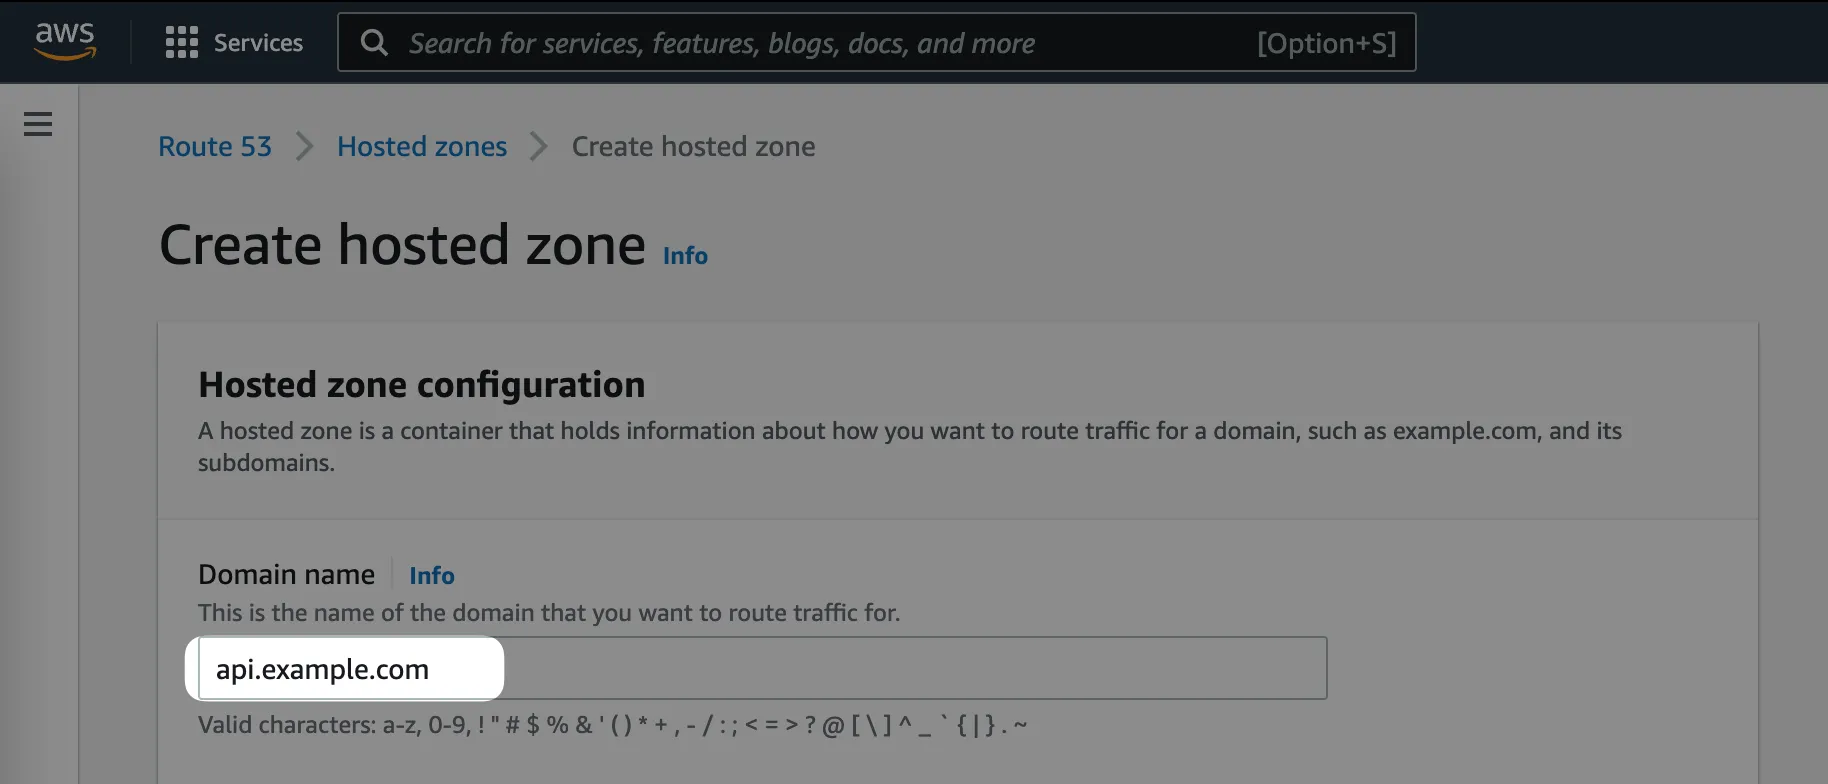 aws
Services
Search for services, features, blogs, docs, and more
[Option+S]
Route 53 > Hosted zones > Create hosted zone
Create hosted zone Info
Hosted zone configuration
A hosted zone is a container that holds information about how you want to route traffic for a domain, such as example.com, and its
subdomains.
Domain name Info
This is the name of the domain that you want to route traffic for.
api.example.com
Valid characters: a-z, 0-9, ! " # $ % & ' ( ) * + , - / : ; < = > ? @ [ \ ] ^ _ ` { | } . ~